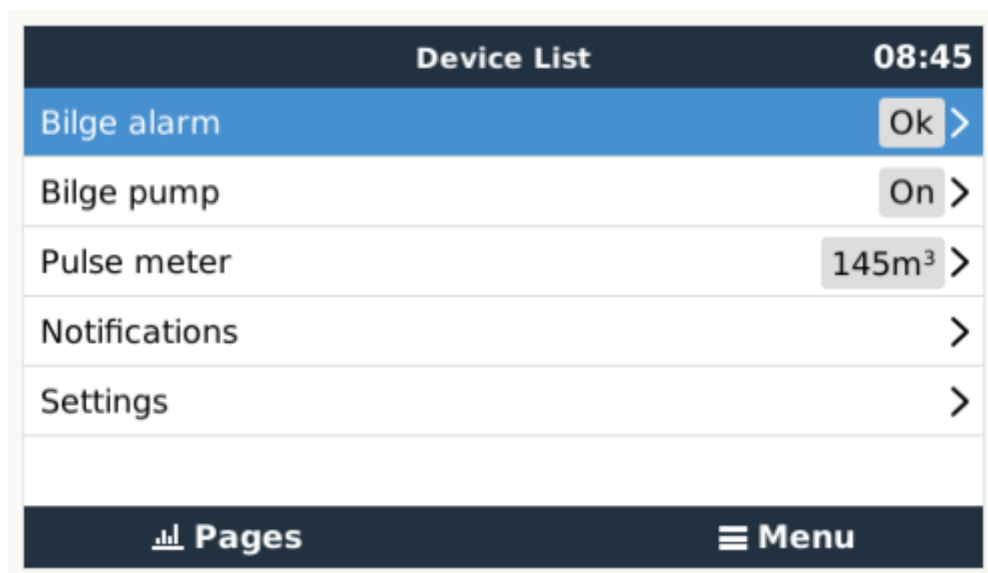 Device List 08:45
Bilge alarm Ok
Bilge pump On
Pulse meter 145m³
Notifications
Settings
Pages Menu